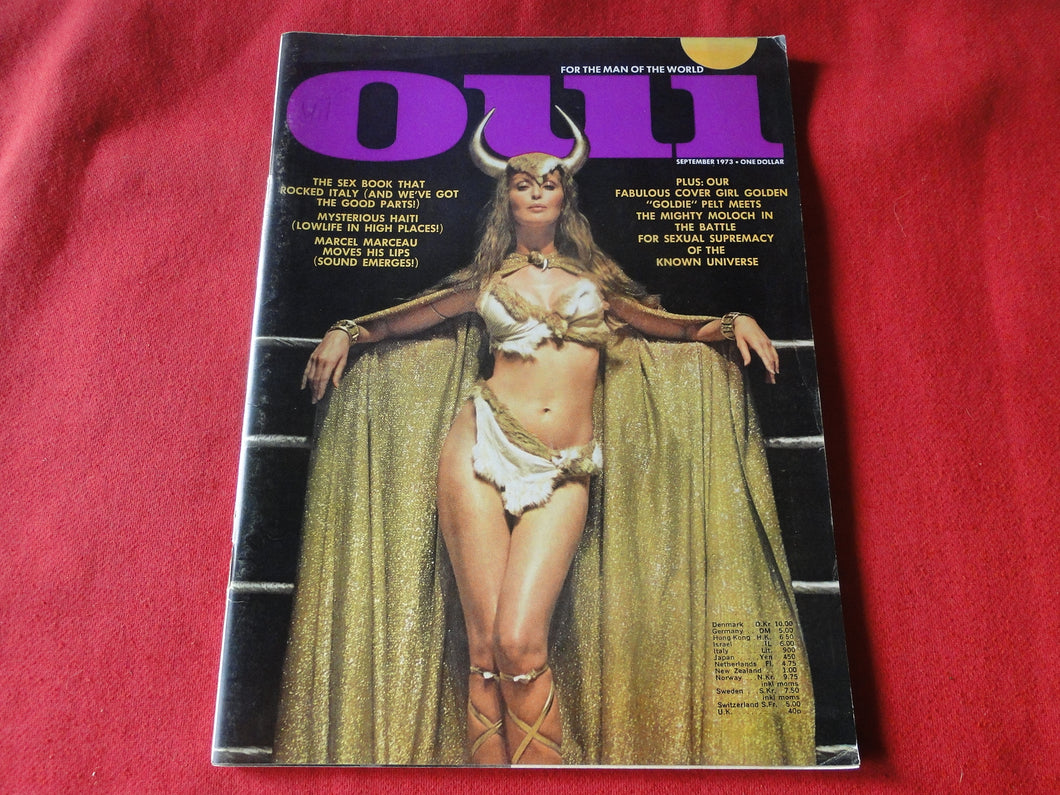 FOR THE MAN OF THE WORLD
Oui
SEPTEMBER 1973 • ONE DOLLAR
THE SEX BOOK THAT
ROCKED ITALY (AND WE'VE GOT
THE GOOD PARTS!)
MYSTERIOUS HAITI
(LOWLIFE IN HIGH PLACES!)
MARCEL MARCEAU
MOVES HIS LIPS
(SOUND EMERGES!)
PLUS: OUR
FABULOUS COVER GIRL GOLDEN
"GOLDIE" PELT MEETS
THE MIGHTY MOLOCH IN
THE BATTLE
FOR SEXUAL SUPREMACY
OF THE
KNOWN UNIVERSE
Denmark D.Kr. 10.00
Germany DM 5.00
Hong Kong H.K. 6.50
Israel IL 6.00
Italy Lit. 900
Japan Yen 450
Netherlands Fl. 4.75
New Zealand 1.00
Norway N.Kr. 9.75
inkl moms
Sweden S.Kr. 7.50
inkl moms
Switzerland S.Fr. 5.00
U.K. 40p